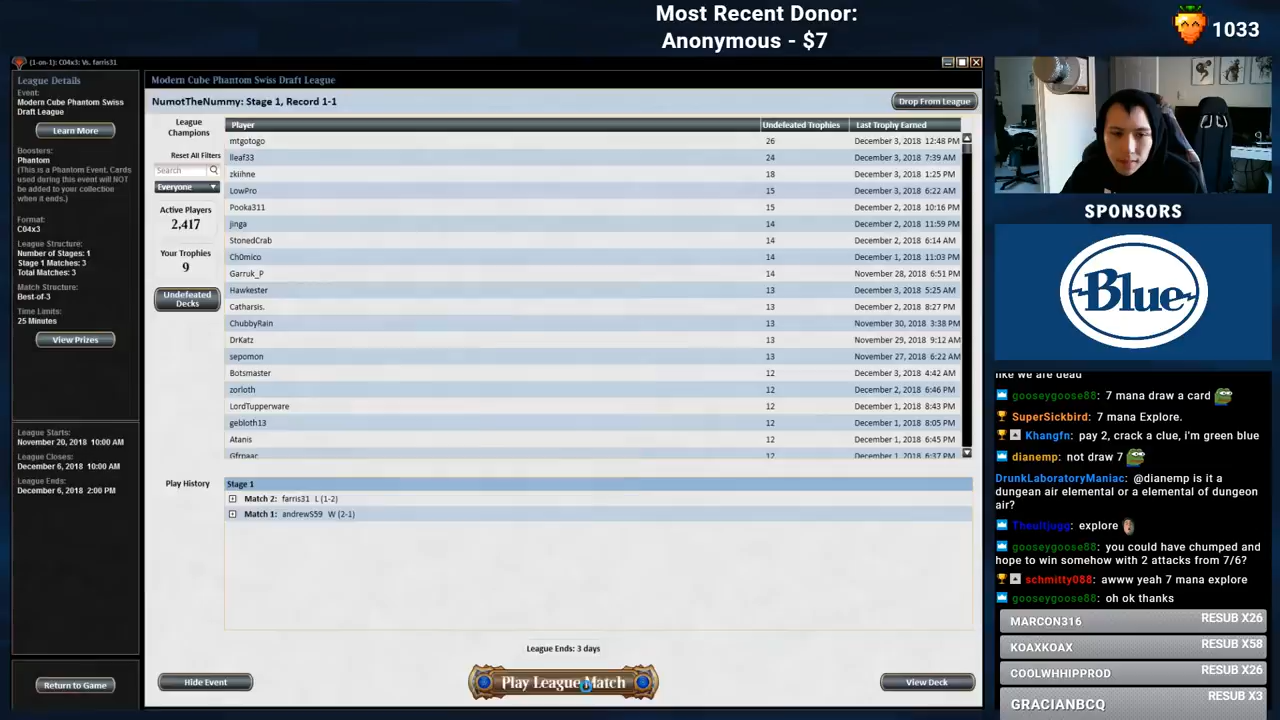 Most Recent Donor:
Anonymous - $7
1033
(1-on-1): C04x3: Vs. farris31
League Details
Event:
Modern Cube Phantom Swiss
Draft League
Learn More
Boosters:
Phantom
(This is a Phantom Event. Cards
used during this event will NOT
be added to your collection
when it ends.)
Format:
C04x3
League Structure:
Number of Stages: 1
Stage 1 Matches: 3
Total Matches: 3
Match Structure:
Best-of-3
Time Limits:
25 Minutes
View Prizes
League Starts:
November 20, 2018 10:00 AM
League Closes:
December 6, 2018 10:00 AM
League Ends:
December 6, 2018 2:00 PM
Return to Game
Modern Cube Phantom Swiss Draft League
NumotTheNummy: Stage 1, Record 1-1
Drop From League
League
Champions
Reset All Filters
Search
Everyone
Active Players
2,417
Your Trophies
9
Undefeated
Decks
Player Undefeated Trophies Last Trophy Earned
mtgotogo 26 December 3, 2018 12:48 PM
lleaf33 24 December 3, 2018 7:39 AM
zkiihne 18 December 3, 2018 1:25 PM
LowPro 15 December 3, 2018 6:22 AM
Pooka311 15 December 2, 2018 10:16 PM
jinga 14 December 2, 2018 11:59 PM
StonedCrab 14 December 2, 2018 6:14 AM
Ch0mico 14 December 1, 2018 11:03 PM
Garruk_P 14 November 28, 2018 6:51 PM
Hawkester 13 December 3, 2018 5:25 AM
Catharsis. 13 December 2, 2018 8:27 PM
ChubbyRain 13 November 30, 2018 3:38 PM
DrKatz 13 November 29, 2018 9:12 AM
sepomon 13 November 27, 2018 6:22 AM
Botsmaster 12 December 3, 2018 4:42 AM
zorloth 12 December 2, 2018 6:46 PM
LordTupperware 12 December 1, 2018 8:43 PM
gebloth13 12 December 1, 2018 8:05 PM
Atanis 12 December 1, 2018 6:45 PM
12 December 1, 2018 6:37 PM
Play History
Stage 1
Match 2: farris31 L (1-2)
Match 1: andrewS59 W (2-1)
League Ends: 3 days
Hide Event
Play League Match
View Deck
SPONSORS
Blue
like we are dead
gooseygoose88: 7 mana draw a card
SuperSickbird: 7 mana Explore.
Khangfn: pay 2, crack a clue, i'm green blue
dianemp: not draw 7
DrunkLaboratoryManiac: @dianemp is it a
dungean air elemental or a elemental of dungeon
air?
Theultjugg: explore
gooseygoose88: you could have chumped and
hope to win somehow with 2 attacks from 7/6?
schmitty088: awww yeah 7 mana explore
gooseygoose88: oh ok thanks
MARCON316 RESUB X26
KOAXKOAX RESUB X58
COOLWHHIPPROD RESUB X26
GRACIANBCQ RESUB X3